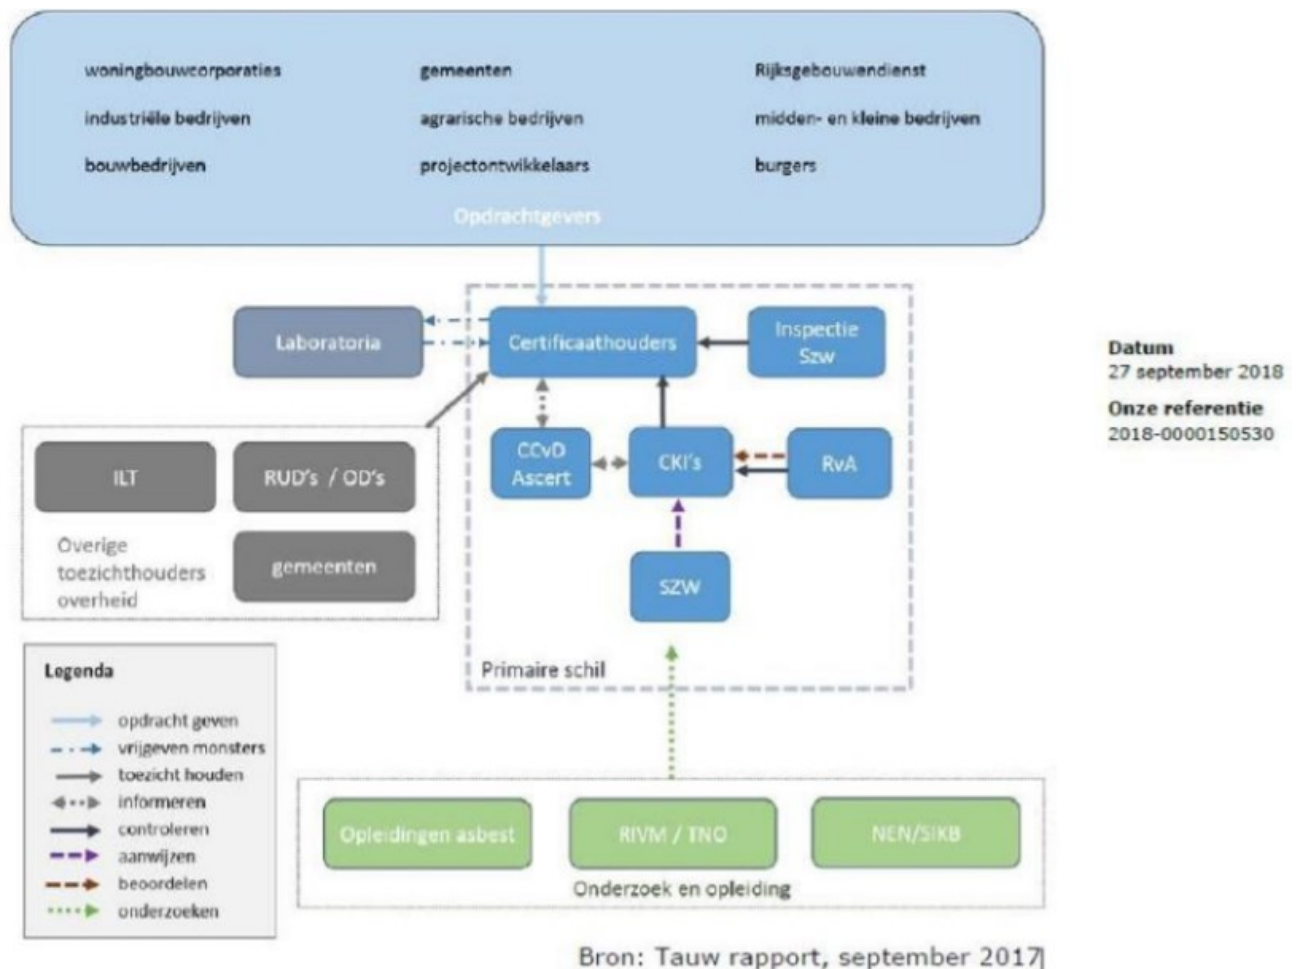 woningbouwcorporaties gemeenten Rijksgebouwendienst
industriële bedrijven agrarische bedrijven midden- en kleine bedrijven
bouwbedrijven projectontwikkelaars burgers
Opdrachtgevers
Laboratoria
Certificaathouders
Inspectie
Szw
Datum
27 september 2018
Onze referentie
2018-0000150530
ILT
RUD's / OD's
Overige
toezichthouders
overheid
gemeenten
CCvD
Ascert
CKI's
RvA
SZW
Primaire schil
Legenda
opdracht geven
vrijgeven monsters
toezicht houden
informeren
controleren
aanwijzen
beoordelen
onderzoeken
Opleidingen asbest
RIVM / TNO
NEN/SIKB
Onderzoek en opleiding
Bron: Tauw rapport, september 2017